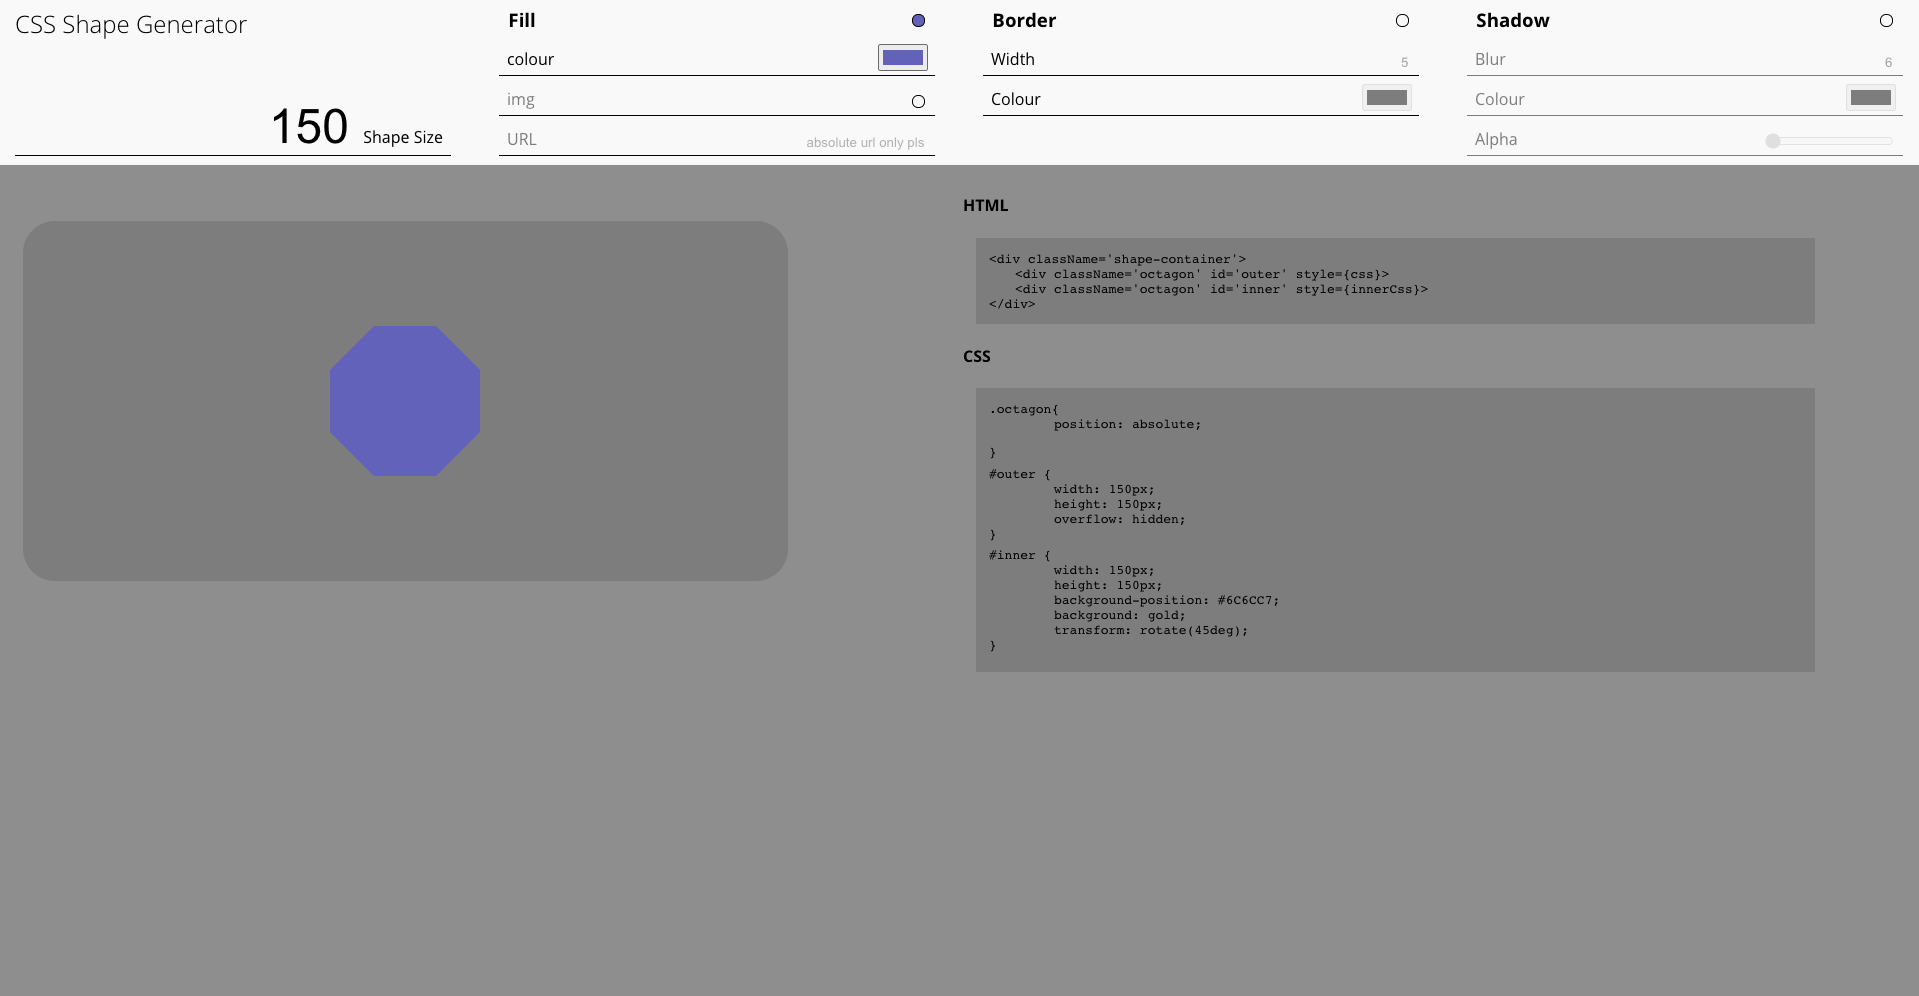 CSS Shape Generator
150 Shape Size
Fill
colour
img
URL absolute url only pls
Border
Width 5
Colour
Shadow
Blur 6
Colour
Alpha
HTML
<div className='shape-container'>
<div className='octagon' id='outer' style={css}>
<div className='octagon' id='inner' style={innerCss}>
</div>
CSS
.octagon{
position: absolute;
}
#outer {
width: 150px;
height: 150px;
overflow: hidden;
}
#inner {
width: 150px;
height: 150px;
background-position: #6C6CC7;
background: gold;
transform: rotate(45deg);
}